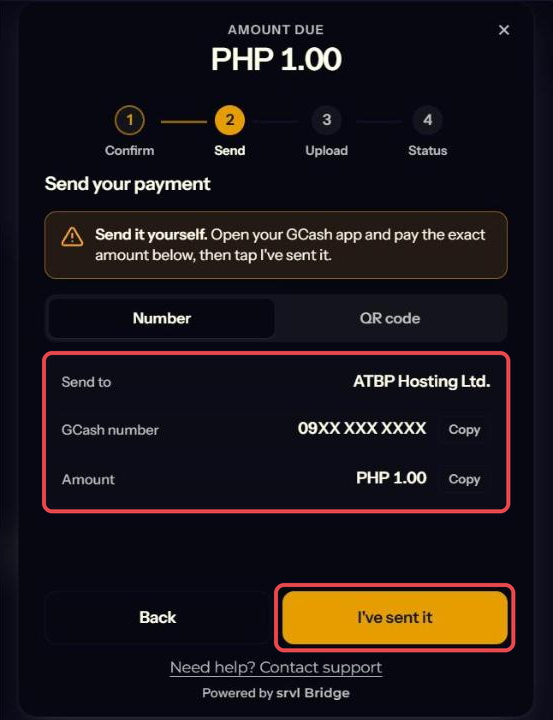 AMOUNT DUE
PHP 1.00
1
2
3
4
Confirm
Send
Upload
Status
Send your payment
Send it yourself. Open your GCash app and pay the exact
amount below, then tap I've sent it.
Number
QR code
Send to
ATBP Hosting Ltd.
GCash number
09XX XXX XXXX
Copy
Amount
PHP 1.00
Copy
Back
I've sent it
Need help? Contact support
Powered by srvl Bridge